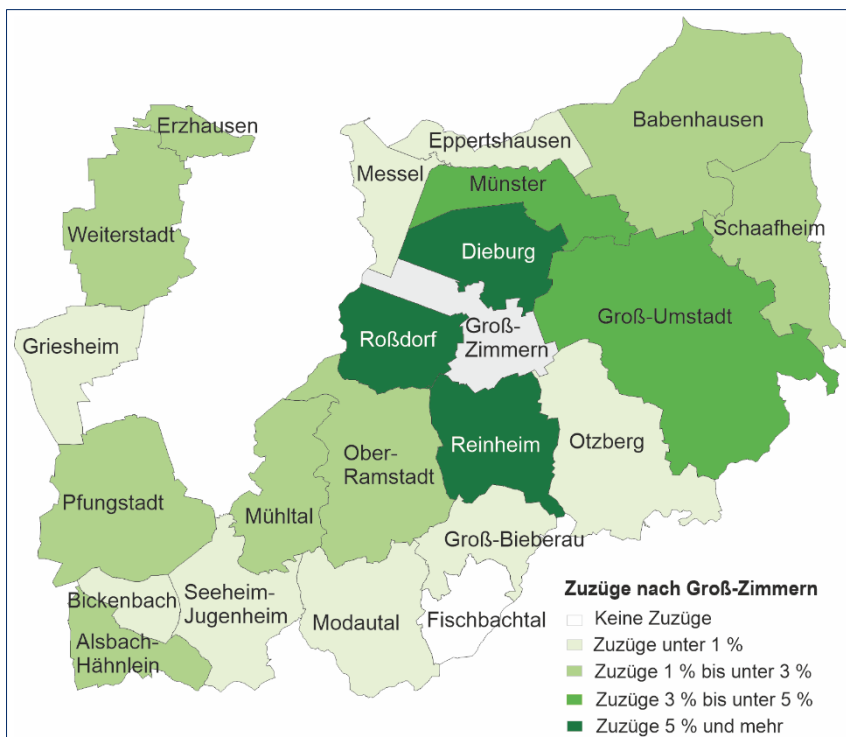 Erzhausen
Babenhausen
Eppertshausen
Messel
Münster
Schaafheim
Weiterstadt
Dieburg
Groß-Umstadt
Groß-
Zimmern
Roßdorf
Griesheim
Reinheim
Otzberg
Ober-
Ramstadt
Pfungstadt
Mühltal
Groß-Bieberau
Seeheim-
Jugenheim
Bickenbach
Modautal
Fischbachtal
Alsbach-
Hähnlein
Zuzüge nach Groß-Zimmern
Keine Zuzüge
Zuzüge unter 1 %
Zuzüge 1 % bis unter 3 %
Zuzüge 3 % bis unter 5 %
Zuzüge 5 % und mehr